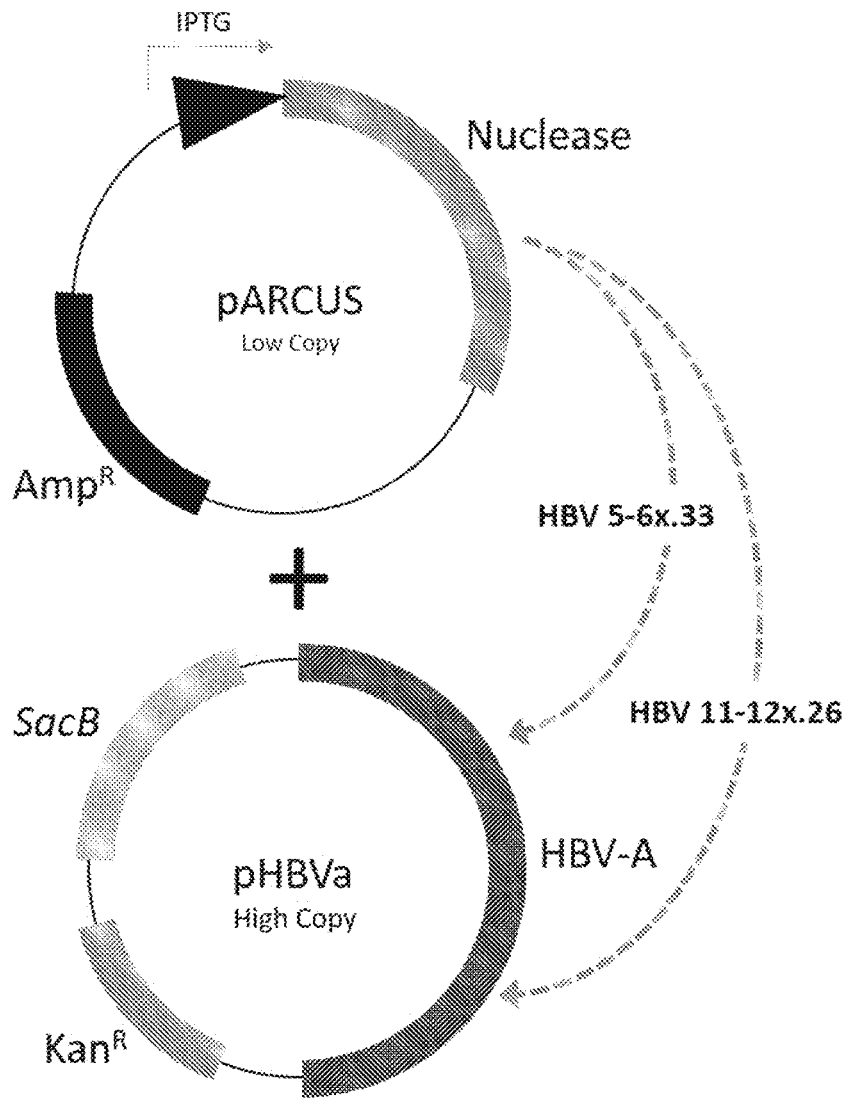 IPTG
Nuclease
pARCUS
Low Copy
Amp^R
HBV 5-6x.33
+
SacB
HBV 11-12x.26
HBV-A
pHBVa
High Copy
Kan^R